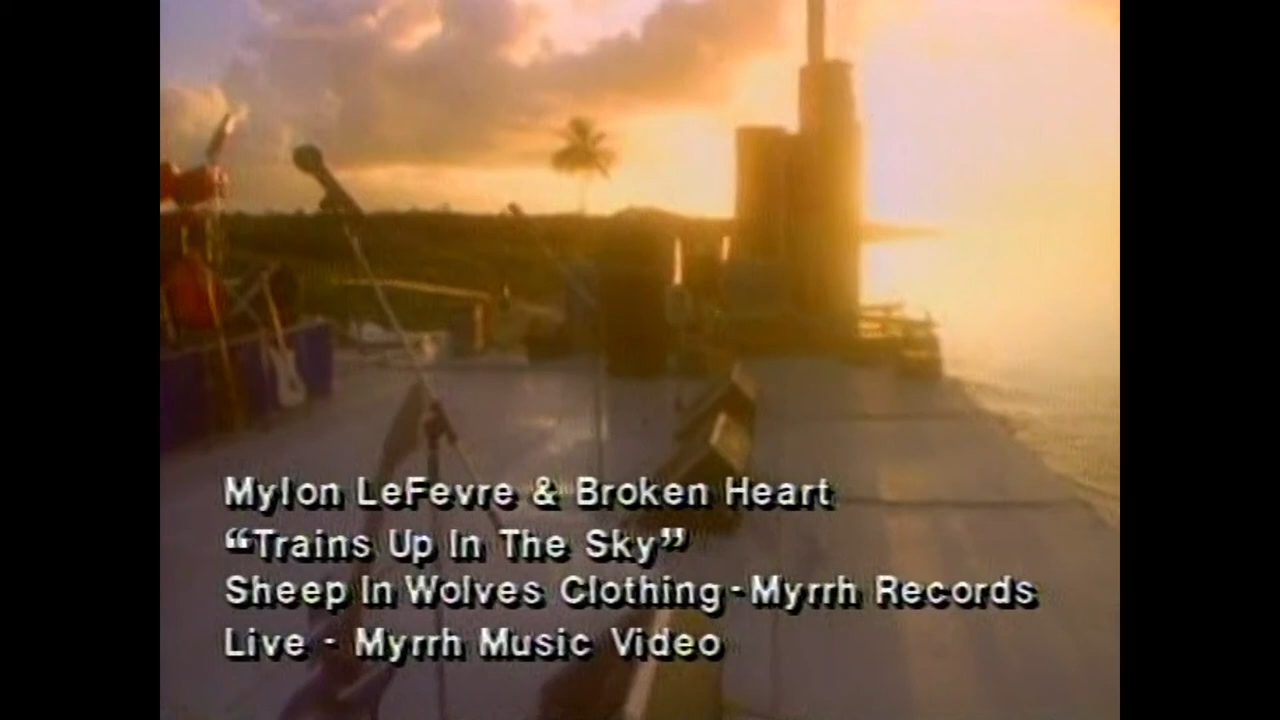 Mylon LeFevre & Broken Heart
“Trains Up In The Sky”
Sheep In Wolves Clothing - Myrrh Records
Live - Myrrh Music Video